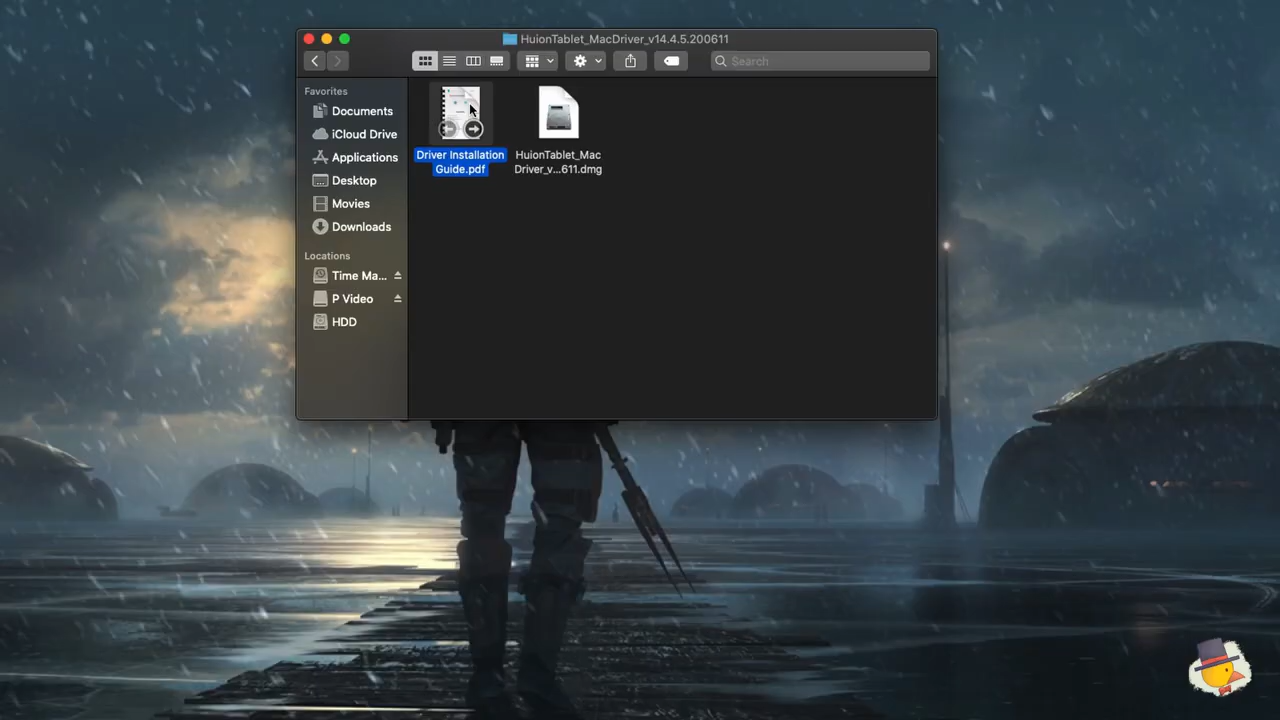 HuionTablet_MacDriver_v14.4.5.200611
Search
Favorites
Documents
iCloud Drive
Applications
Desktop
Movies
Downloads
Locations
Time Ma...
P Video
HDD
Driver Installation
Guide.pdf
HuionTablet_Mac
Driver_v...611.dmg